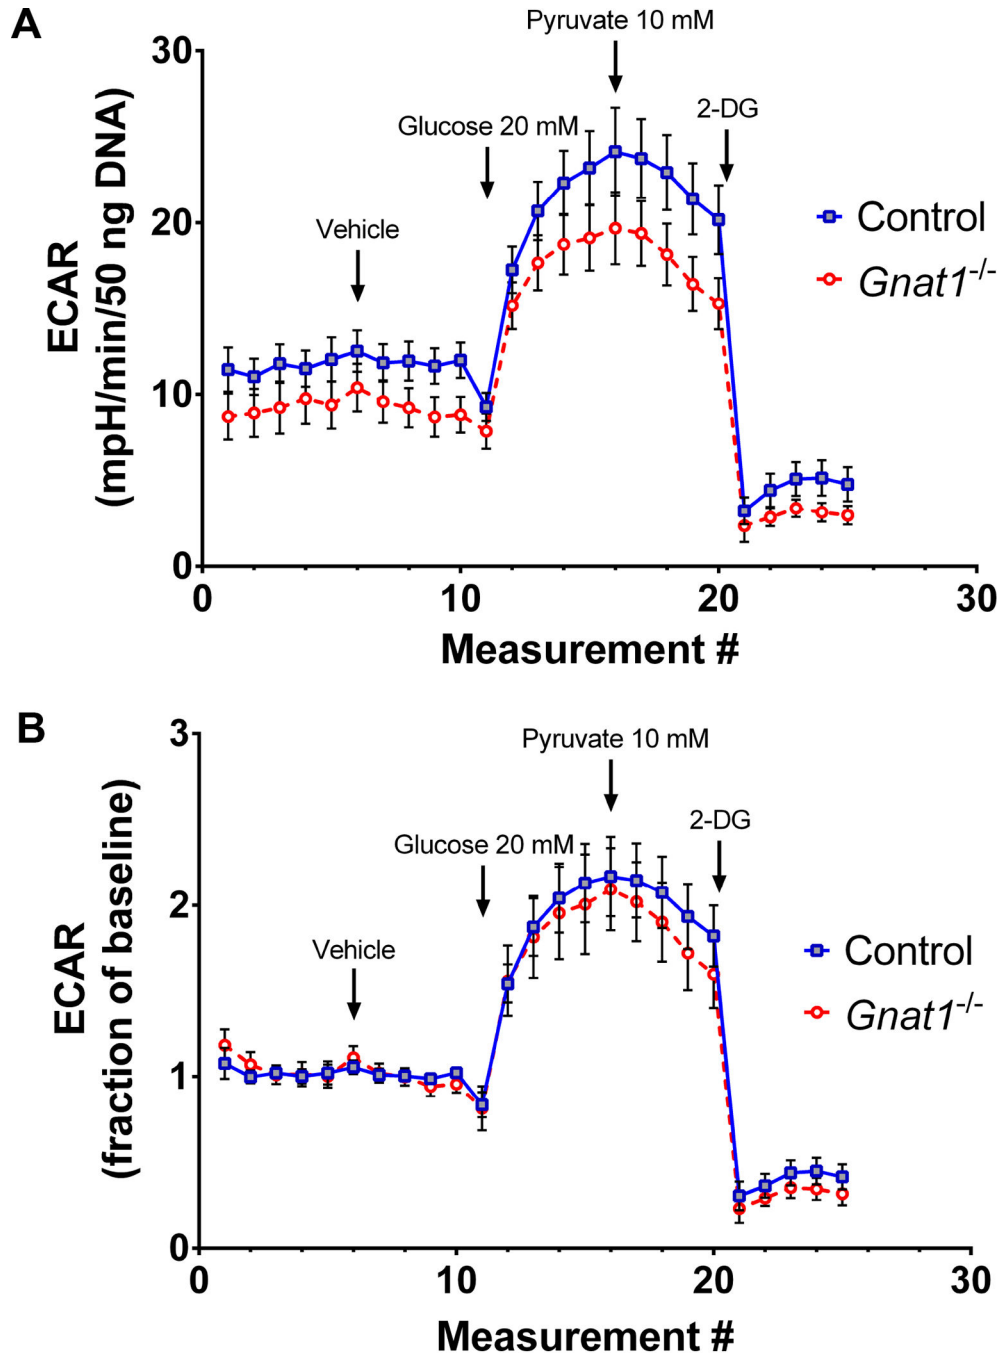 A
Pyruvate 10 mM
30
2-DG
Glucose 20 mM
Vehicle
20
Control
Gnat1-/-
ECAR
(mpH/min/50 ng DNA)
10
0
0 10 20 30
Measurement #
B
3
Pyruvate 10 mM
2-DG
Glucose 20 mM
2
Vehicle
Control
Gnat1-/-
ECAR
(fraction of baseline)
1
0
0 10 20 30
Measurement #